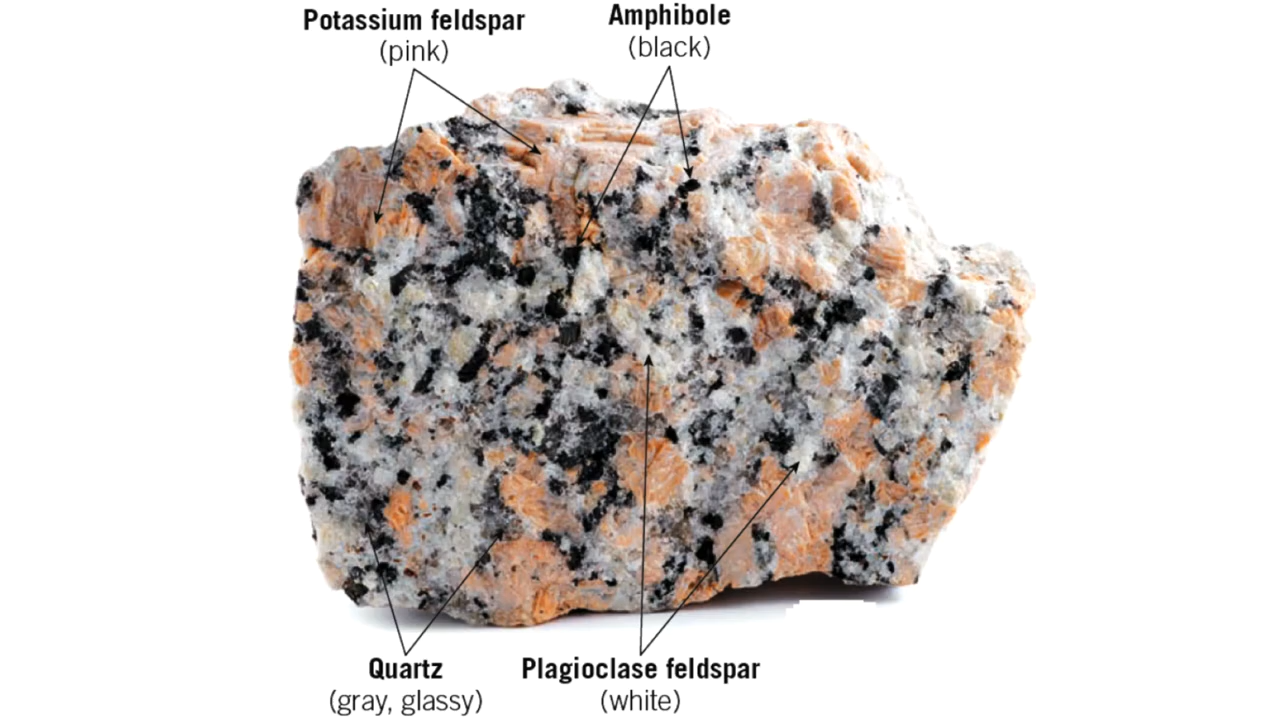 Potassium feldspar
(pink)
Amphibole
(black)
Quartz
(gray, glassy)
Plagioclase feldspar
(white)